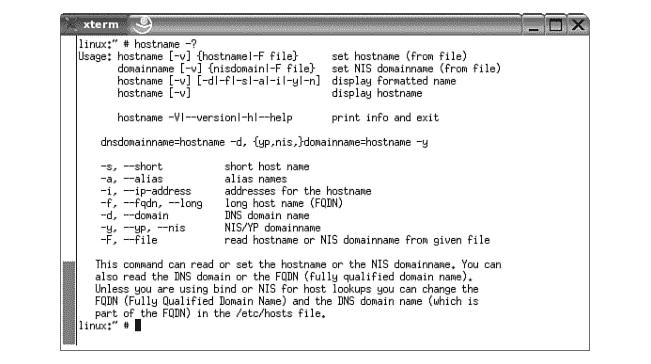 xterm
linux:~ # hostname -?
Usage: hostname [-v] {hostname|-F file}      set hostname (from file)
       domainname [-v] {nisdomain|-F file}   set NIS domainname (from file)
       hostname [-v] [-d|-f|-s|-a|-i|-y|-n]  display formatted name
       hostname [-v]                         display hostname

       hostname -V|--version|-h|--help       print info and exit

    dnsdomainname=hostname -d, {yp,nis,}domainname=hostname -y

    -s, --short           short host name
    -a, --alias           alias names
    -i, --ip-address      addresses for the hostname
    -f, --fqdn, --long    long host name (FQDN)
    -d, --domain          DNS domain name
    -y, --yp, --nis       NIS/YP domainname
    -F, --file            read hostname or NIS domainname from given file

   This command can read or set the hostname or the NIS domainname. You can
   also read the DNS domain or the FQDN (fully qualified domain name).
   Unless you are using bind or NIS for host lookups you can change the
   FQDN (Fully Qualified Domain Name) and the DNS domain name (which is
   part of the FQDN) in the /etc/hosts file.
linux:~ #